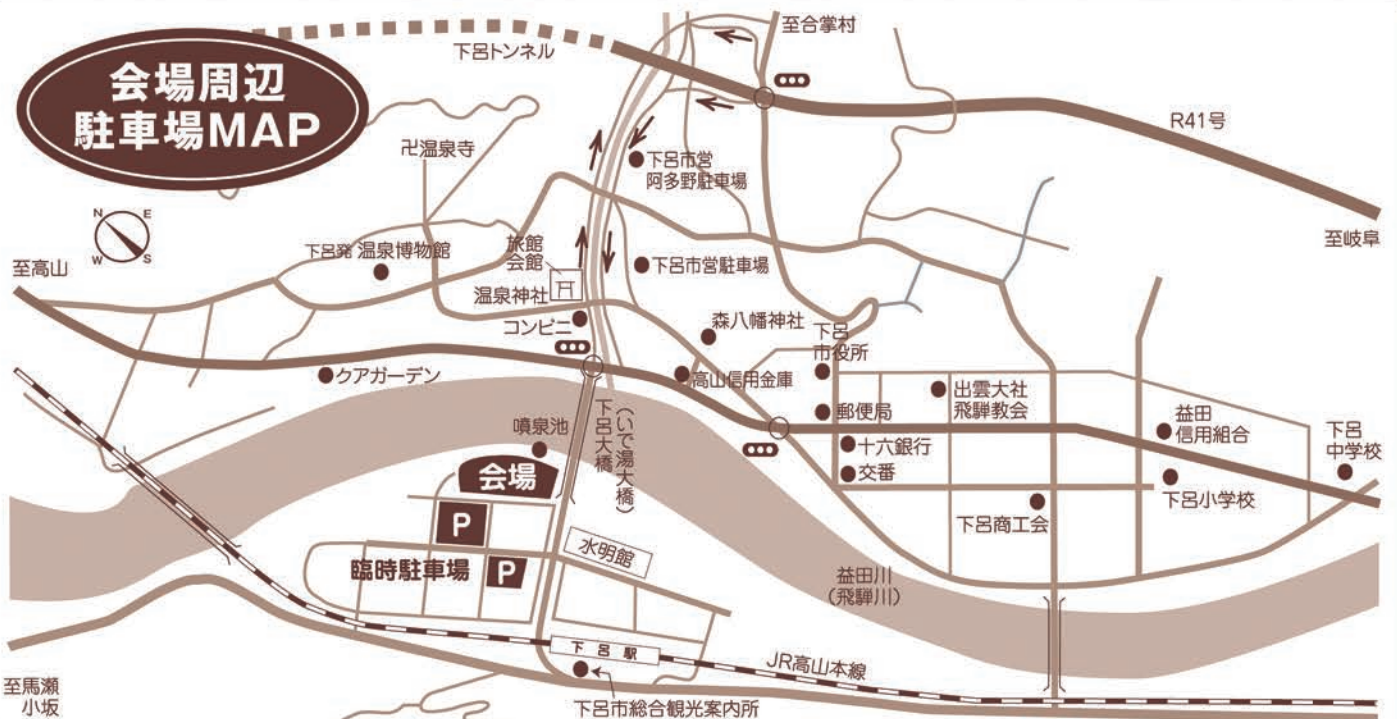 会場周辺
駐車場MAP
下呂トンネル
至合掌村
R41号
卍温泉寺
下呂市営
阿多野駐車場
N
E
W
S
至高山
下呂発 温泉博物館
旅館
会館
下呂市営駐車場
至岐阜
温泉神社
コンビニ
森八幡神社
下呂
市役所
クアガーデン
高山信用金庫
出雲大社
飛騨教会
郵便局
益田
信用組合
下呂
中学校
噴泉池
下呂大橋
(いで湯大橋)
十六銀行
交番
会場
下呂小学校
下呂商工会
P
水明館
臨時駐車場
P
益田川
(飛騨川)
下呂駅
JR高山本線
至馬瀬
小坂
下呂市総合観光案内所